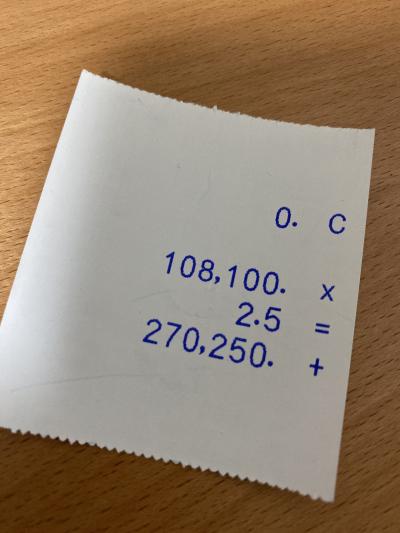 0. C
108,100. x
2.5 =
270,250. +